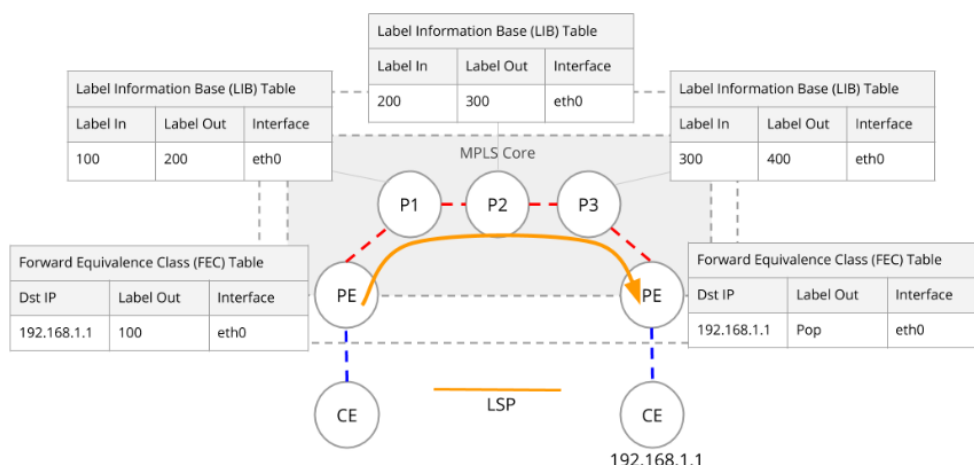 Label Information Base (LIB) Table
Label In Label Out Interface
200 300 eth0
Label Information Base (LIB) Table
Label In Label Out Interface
100 200 eth0
Label Information Base (LIB) Table
Label In Label Out Interface
300 400 eth0
MPLS Core
P1 P2 P3
Forward Equivalence Class (FEC) Table
Dst IP Label Out Interface
192.168.1.1 100 eth0
PE PE
Forward Equivalence Class (FEC) Table
Dst IP Label Out Interface
192.168.1.1 Pop eth0
CE CE
LSP
192.168.1.1